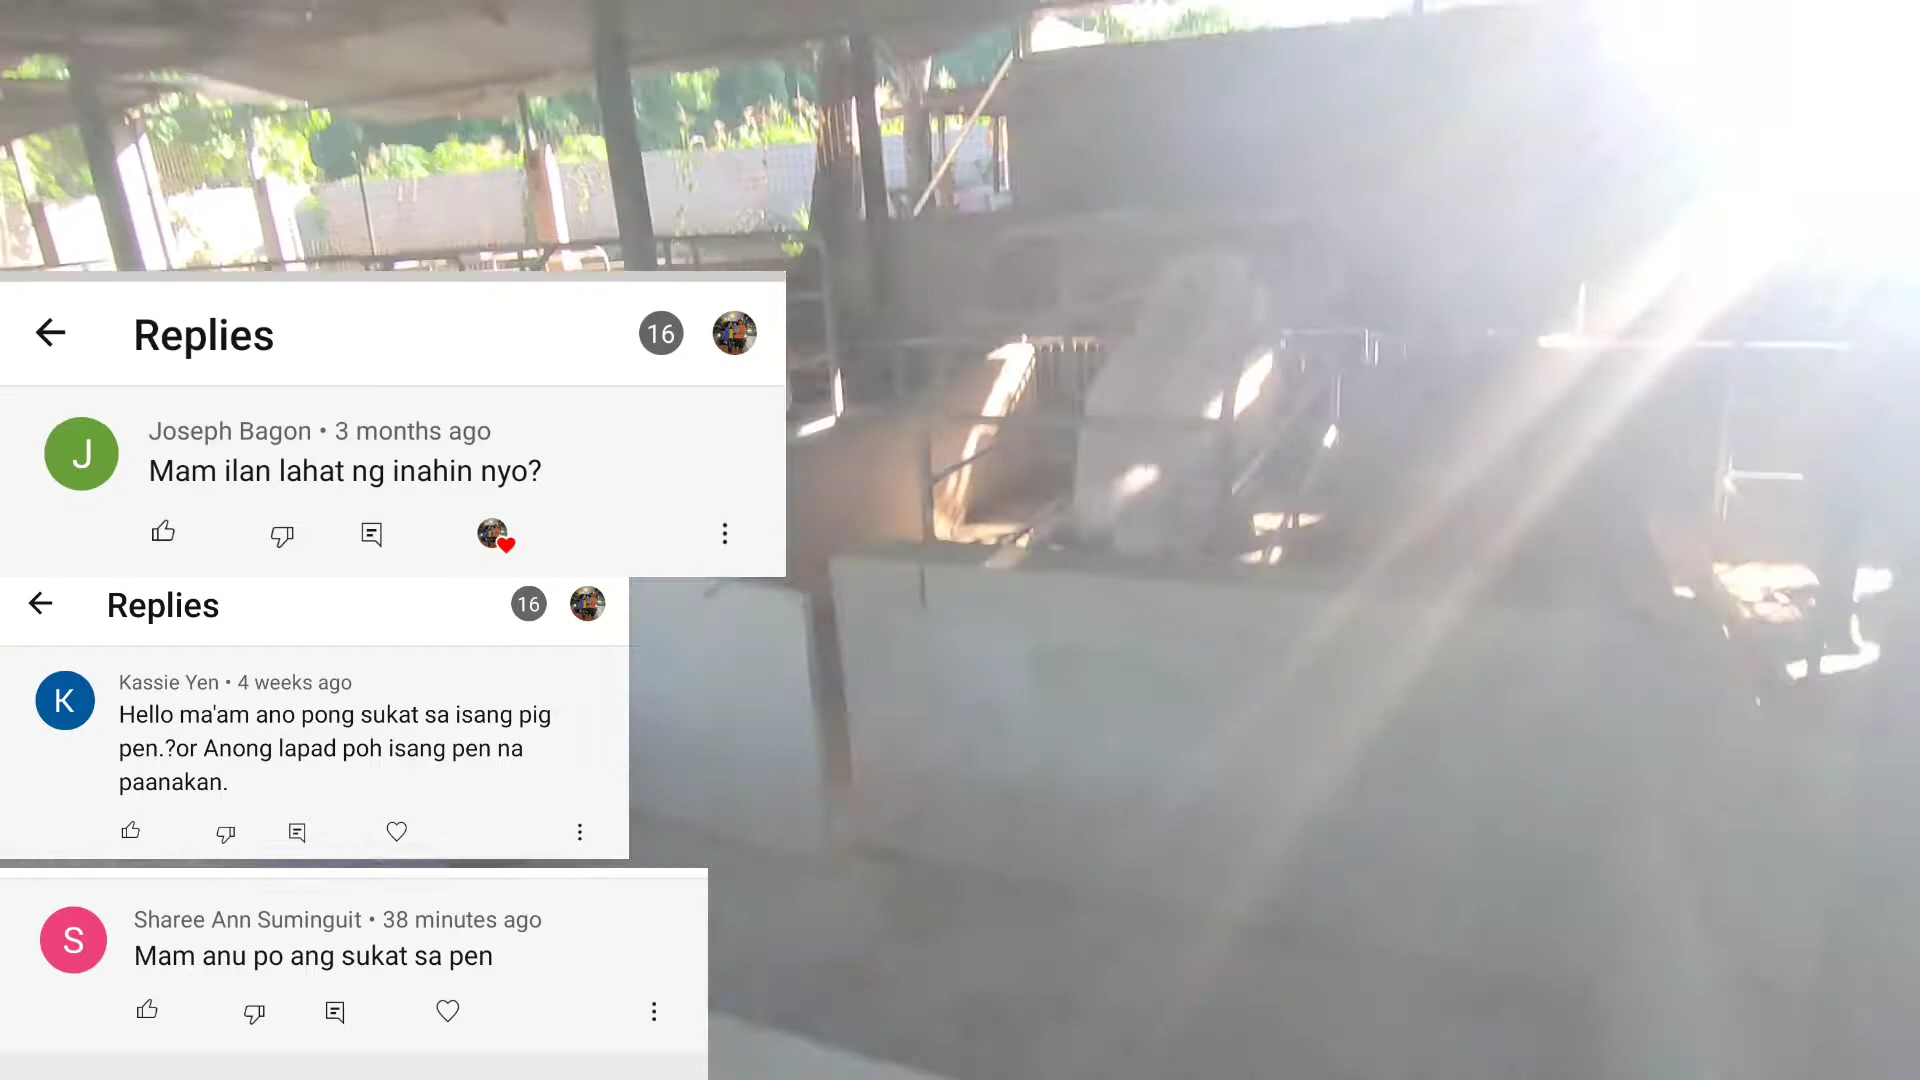 Replies
16
J
Joseph Bagon • 3 months ago
Mam ilan lahat ng inahin nyo?
Replies
16
K
Kassie Yen • 4 weeks ago
Hello ma'am ano pong sukat sa isang pig
pen.?or Anong lapad poh isang pen na
paanakan.
S
Sharee Ann Suminguit • 38 minutes ago
Mam anu po ang sukat sa pen